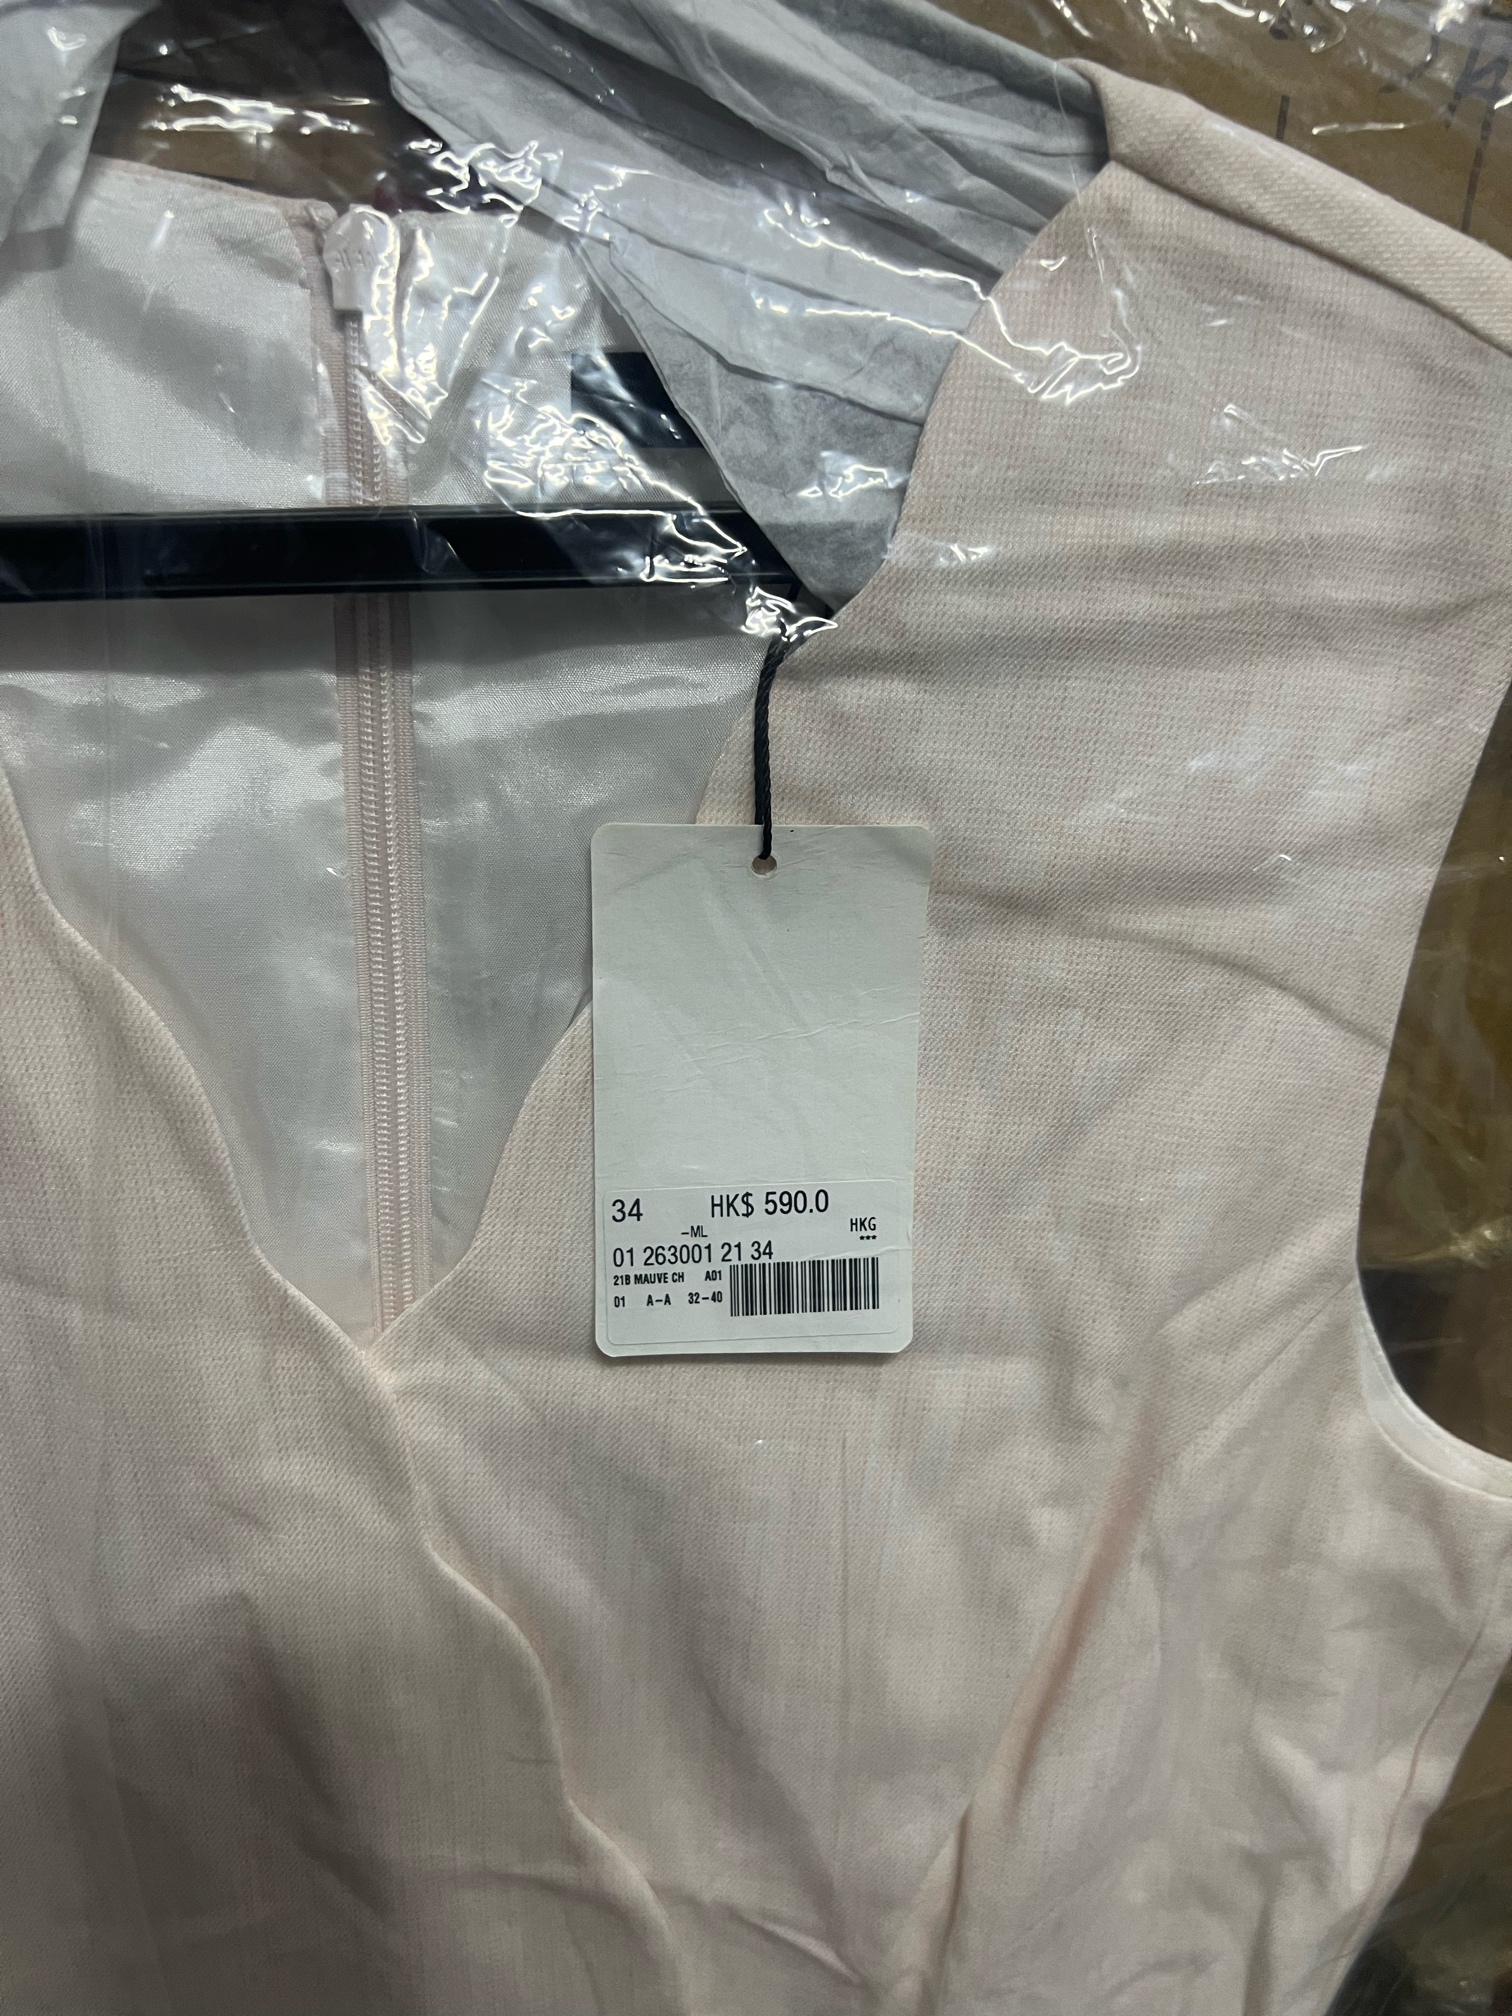 34 HK$ 590.0
-ML HKG
***
01 263001 21 34
21B MAUVE CH A01
01 A-A 32-40